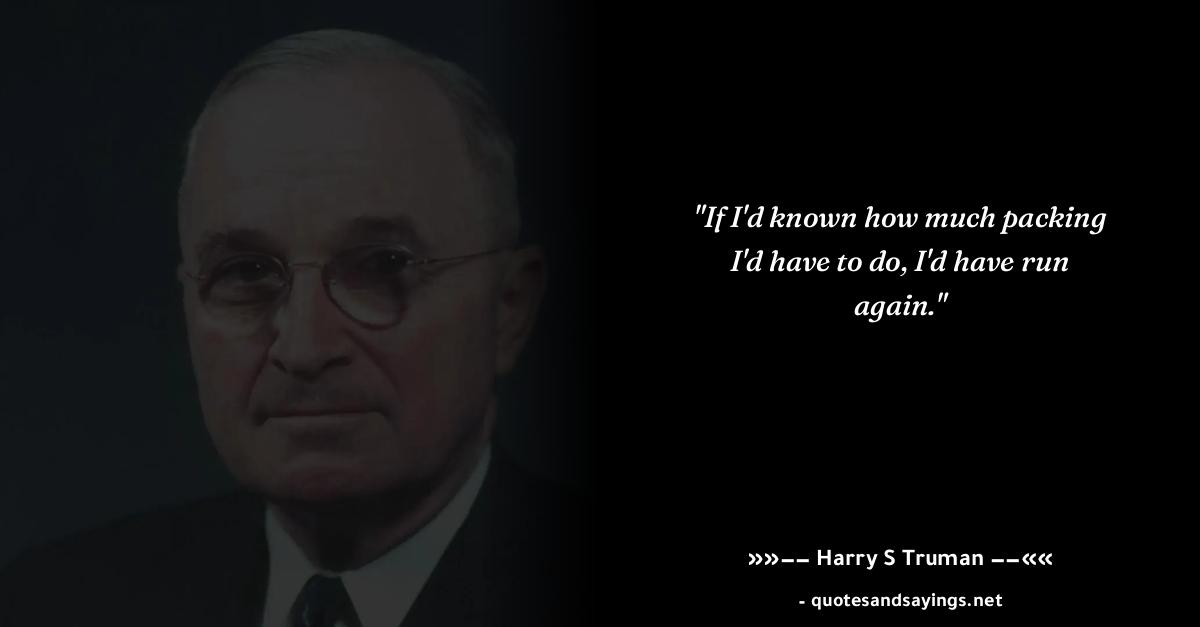 "If I'd known how much packing
I'd have to do, I'd have run
again."
»»–– Harry S Truman ––««
- quotesandsayings.net